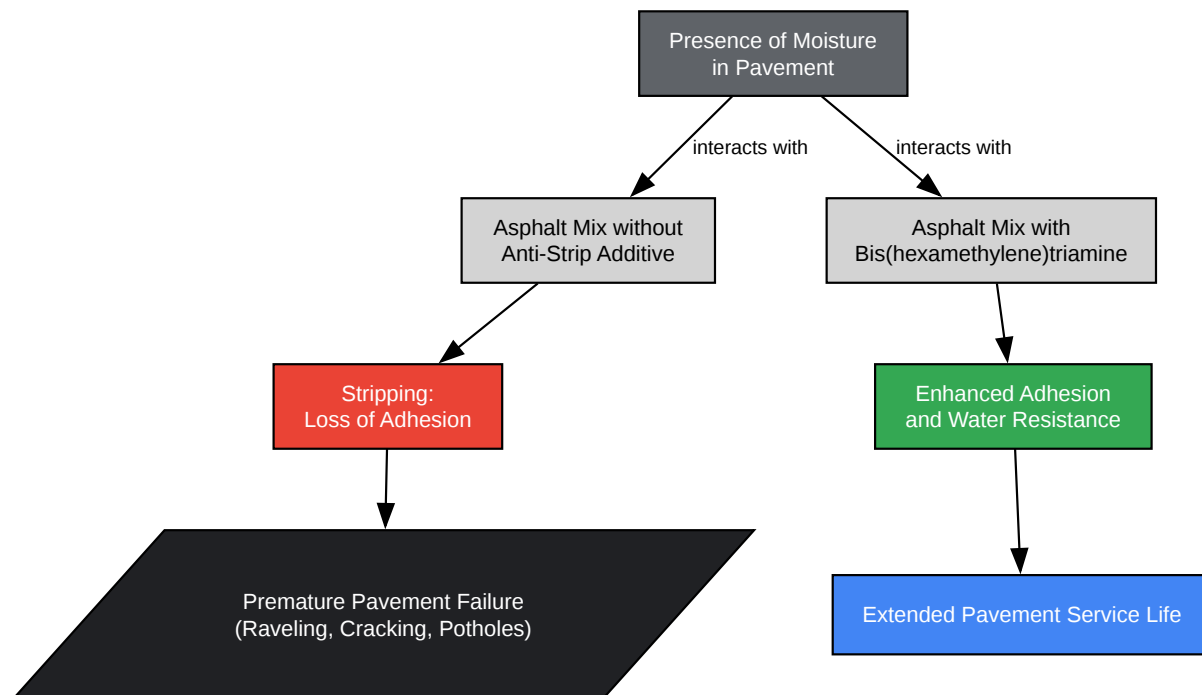 Presence of Moisture
in Pavement
interacts with
interacts with
Asphalt Mix without
Anti-Strip Additive
Asphalt Mix with
Bis(hexamethylene)triamine
Stripping:
Loss of Adhesion
Enhanced Adhesion
and Water Resistance
Premature Pavement Failure
(Raveling, Cracking, Potholes)
Extended Pavement Service Life